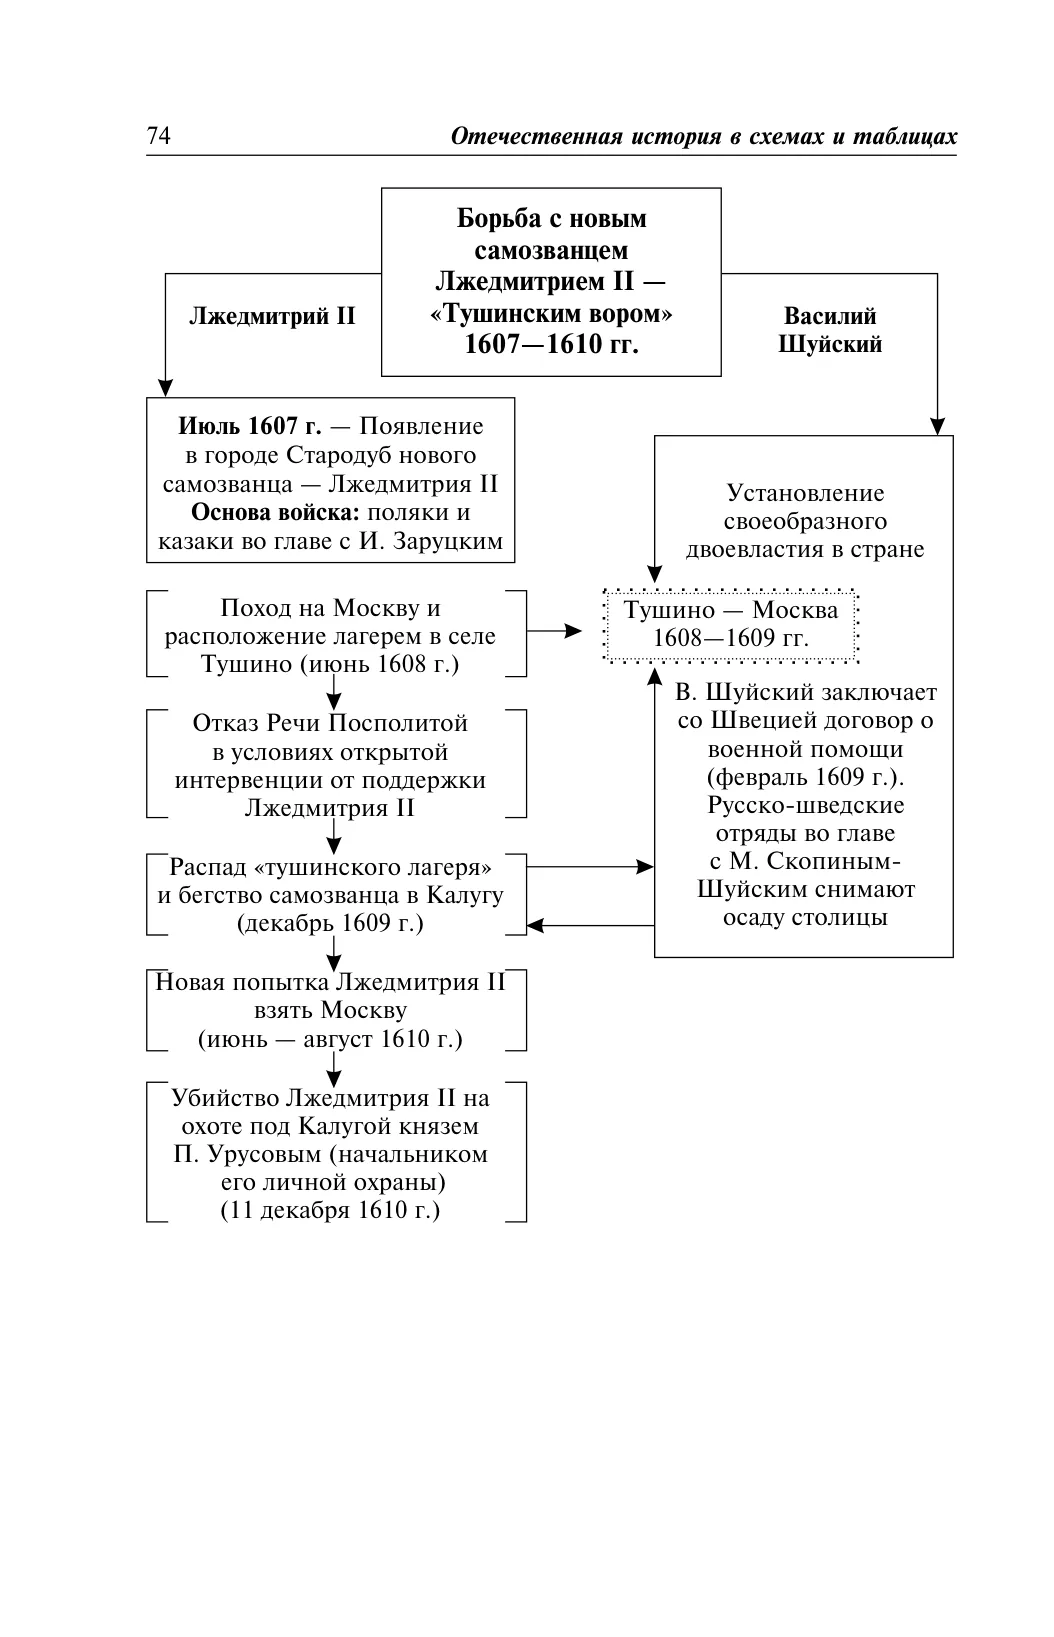 74
Отечественная история в схемах и таблицах
Борьба с новым
самозванцем
Лжедмитрием II —
«Тушинским вором»
1607—1610 гг.
Лжедмитрий II
Василий
Шуйский
Июль 1607 г. — Появление
в городе Стародуб нового
самозванца — Лжедмитрия II
Основа войска: поляки и
казаки во главе с И. Заруцким
Поход на Москву и
расположение лагерем в селе
Тушино (июнь 1608 г.)
Отказ Речи Посполитой
в условиях открытой
интервенции от поддержки
Лжедмитрия II
Распад «тушинского лагеря»
и бегство самозванца в Калугу
(декабрь 1609 г.)
Новая попытка Лжедмитрия II
взять Москву
(июнь — август 1610 г.)
Убийство Лжедмитрия II на
охоте под Калугой князем
П. Урусовым (начальником
его личной охраны)
(11 декабря 1610 г.)
Установление
своеобразного
двоевластия в стране
Тушино — Москва
1608—1609 гг.
В. Шуйский заключает
со Швецией договор о
военной помощи
(февраль 1609 г.).
Русско-шведские
отряды во главе
с М. Скопиным-
Шуйским снимают
осаду столицы